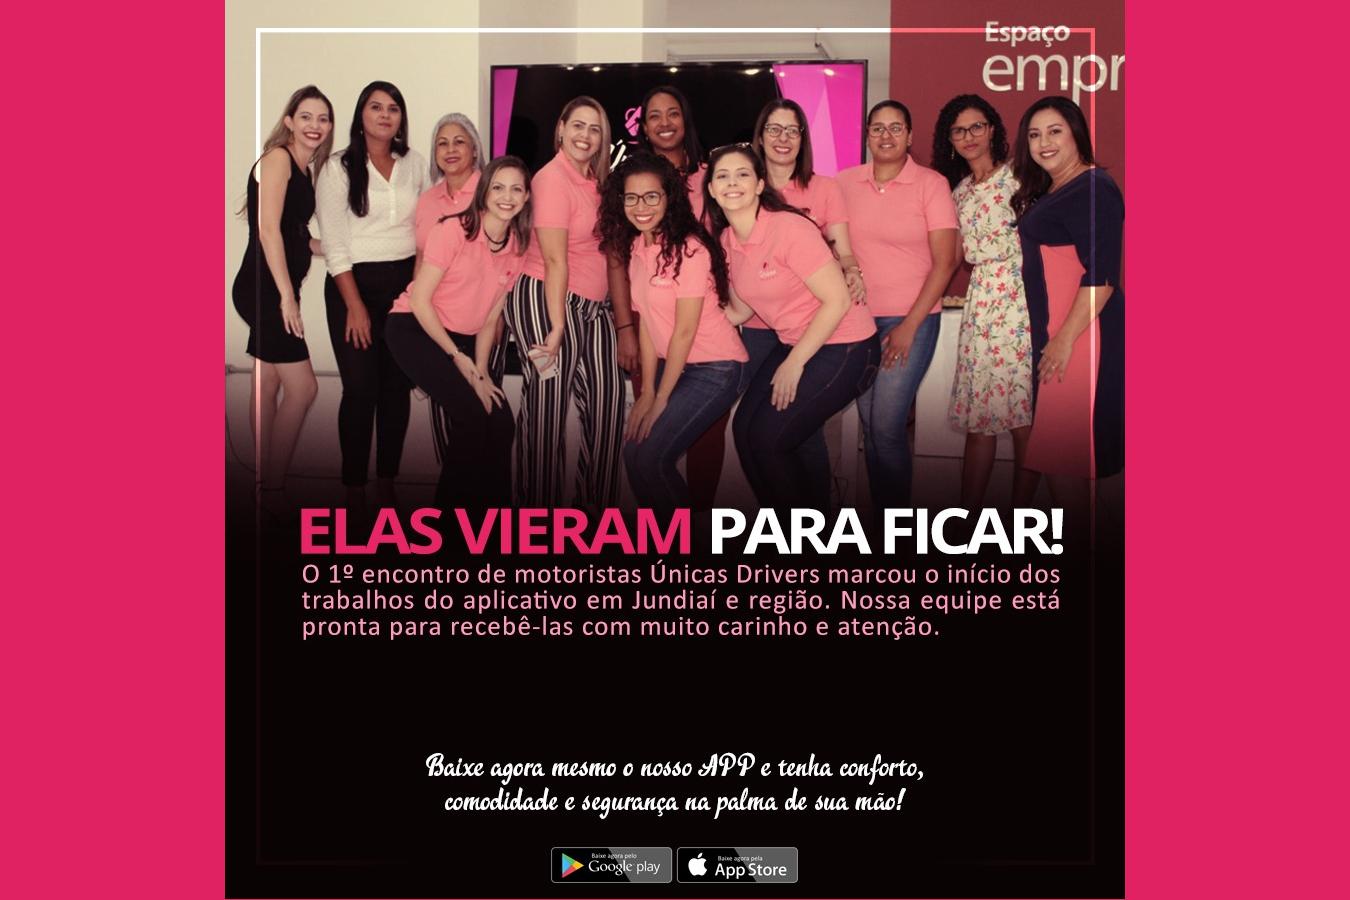 Espaço
empr
ELAS VIERAM PARA FICAR!
O 1º encontro de motoristas Únicas Drivers marcou o início dos
trabalhos do aplicativo em Jundiaí e região. Nossa equipe está
pronta para recebê-las com muito carinho e atenção.
Baixe agora mesmo o nosso APP e tenha conforto,
comodidade e segurança na palma de sua mão!
Baixe agora pelo
Google play
Baixe agora pela
App Store